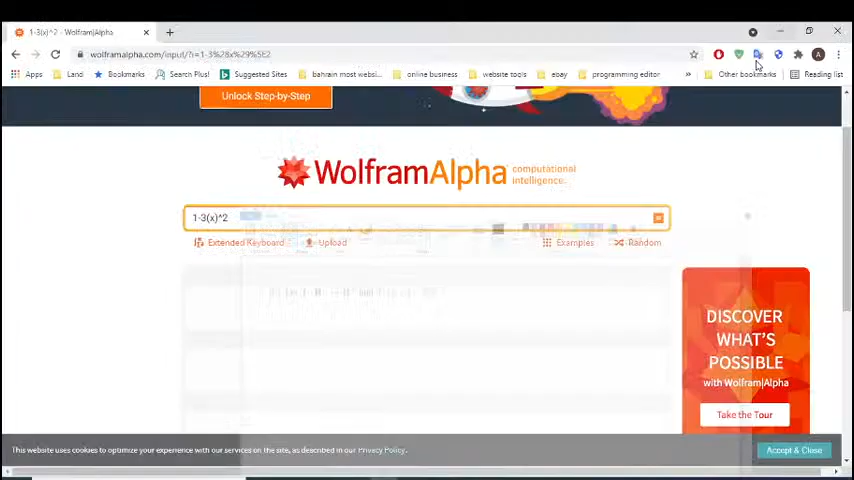 1-3(x)^2 - Wolfram|Alpha
wolframalpha.com/input/?i=1-3%28x%29%5E2
A
Apps Land Bookmarks Search Plus! Suggested Sites bahrain most websi... online business website tools ebay programming editor » Other bookmarks Reading list
Unlock Step-by-Step
WolframAlpha computational intelligence.
1-3(x)^2
Extended Keyboard Upload Examples Random
DISCOVER
WHAT'S
POSSIBLE
with Wolfram|Alpha
Take the Tour
This website uses cookies to optimize your experience with our services on the site, as described in our Privacy Policy.
Accept & Close